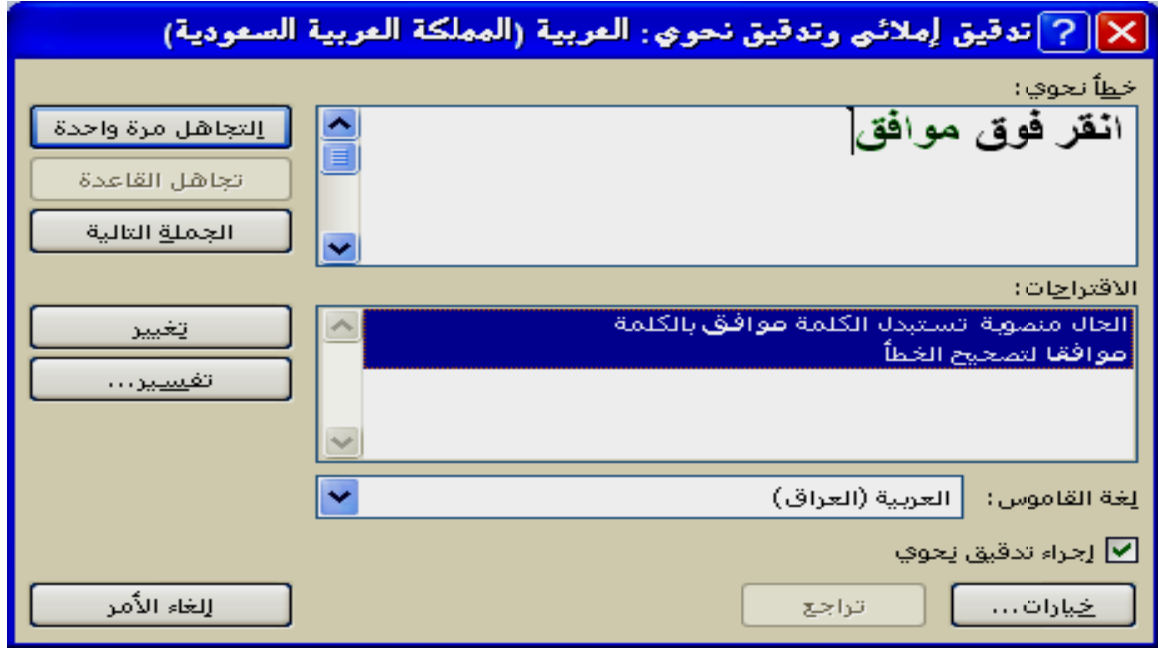 تدقيق إملائي وتدقيق نحوي: العربية (المملكة العربية السعودية)
خطأ نحوي:
انقر فوق موافق
التجاهل مرة واحدة
تجاهل القاعدة
الجملة التالية
الاقتراحات:
الحال منصوبة تستبدل الكلمة موافق بالكلمة
موافقا لتصحيح الخطأ
تغيير
تفسير...
لغة القاموس:
العربية (العراق)
إجراء تدقيق نحوي
خيارات...
تراجع
إلغاء الأمر